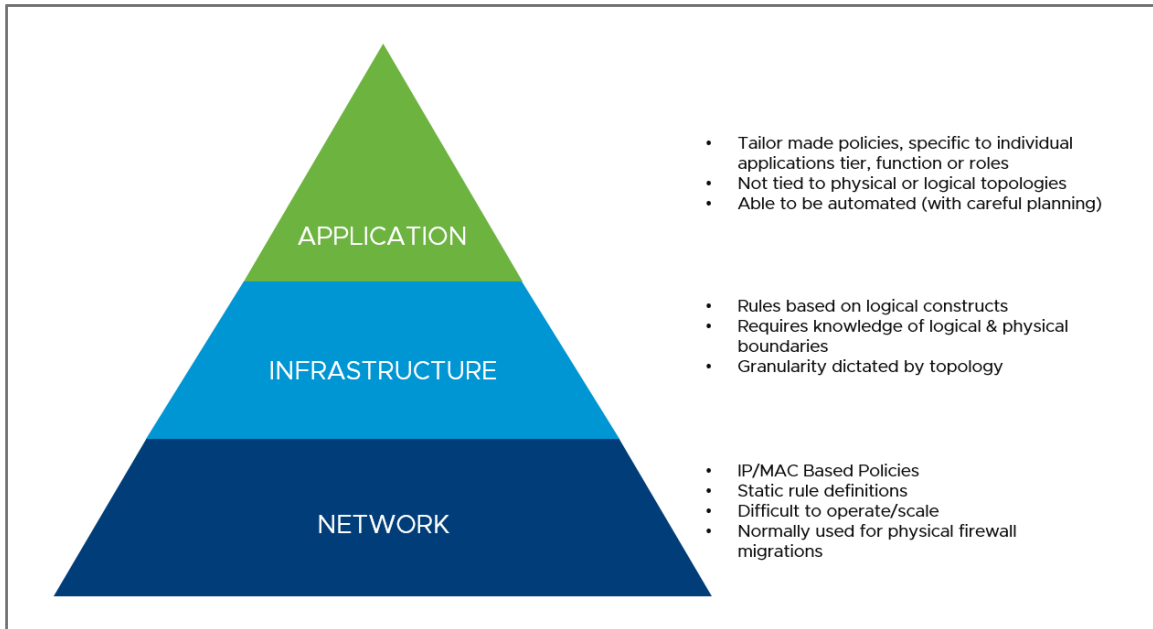 APPLICATION
• Tailor made policies, specific to individual
applications tier, function or roles
• Not tied to physical or logical topologies
• Able to be automated (with careful planning)
INFRASTRUCTURE
• Rules based on logical constructs
• Requires knowledge of logical & physical
boundaries
• Granularity dictated by topology
NETWORK
• IP/MAC Based Policies
• Static rule definitions
• Difficult to operate/scale
• Normally used for physical firewall
migrations